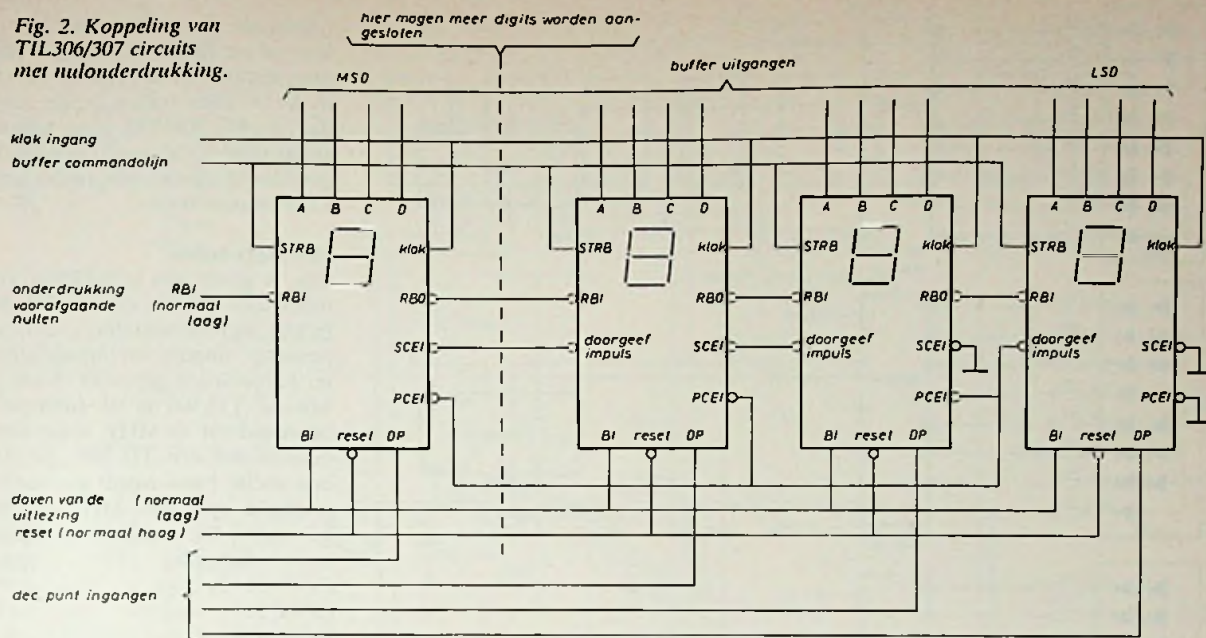 Fig. 2. Koppeling van
TIL306/307 circuits
met nulonderdrukking.
hier mogen meer digits worden aan-
gesloten
MSD
buffer uitgangen
LSD
klok ingang
buffer commandolijn
A B C D
A B C D
A B C D
A B C D
STRB klok
STRB klok
STRB klok
STRB klok
onderdrukking RBI
voorafgaande (normaal
nullen laag)
RBI RBO
RBI RBO
RBI RBO
RBI
SCEI
doorgeef
impuls
SCEI
doorgeef
impuls
SCEI
doorgeef
impuls
SCEI
PCEI
PCEI
PCEI
PCEI
BI reset DP
BI reset DP
BI reset DP
BI reset DP
doven van de (normaal
uitlezing laag)
reset (normaal hoog)
dec punt ingangen